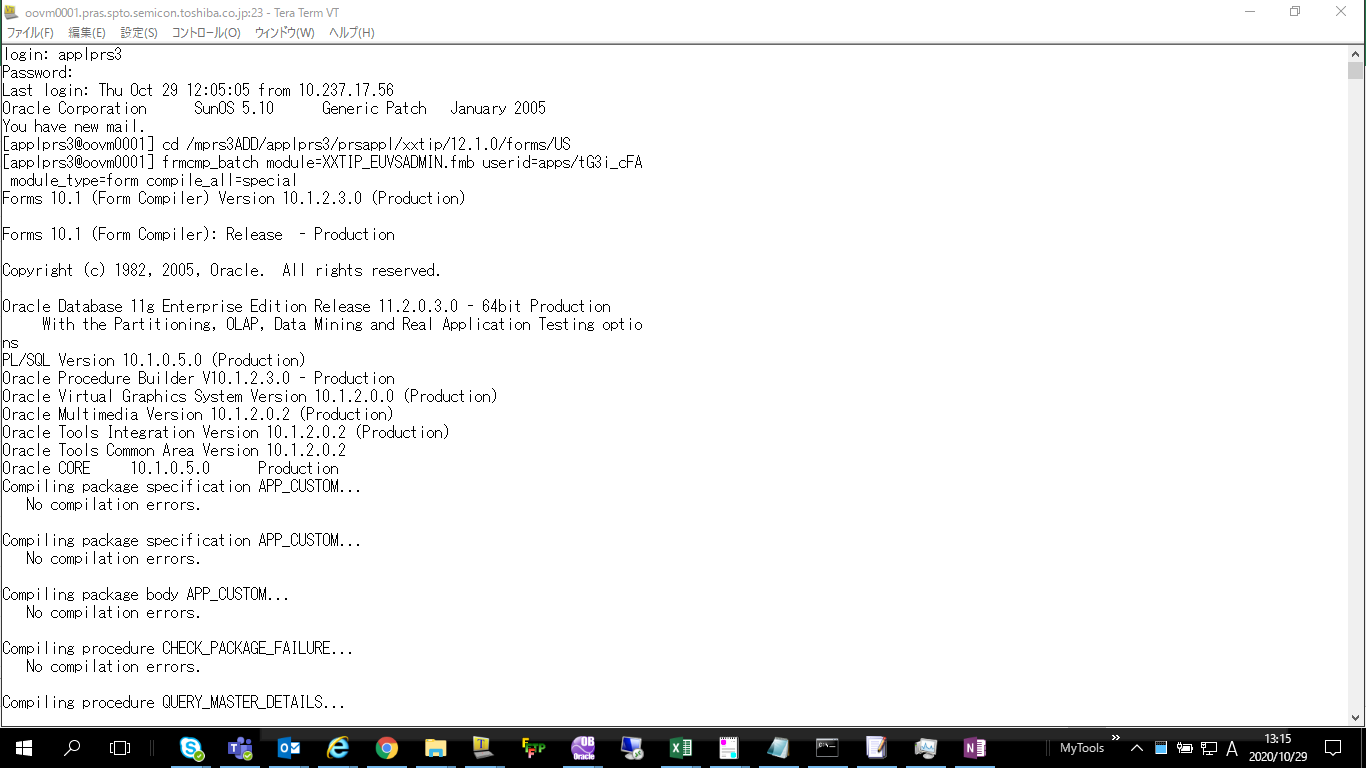 oovm0001.pras.spto.semicon.toshiba.co.jp:23 - Tera Term VT
ファイル(F) 編集(E) 設定(S) コントロール(O) ウィンドウ(W) ヘルプ(H)
login: applprs3
Password:
Last login: Thu Oct 29 12:05:05 from 10.237.17.56
Oracle Corporation      SunOS 5.10      Generic Patch   January 2005
You have new mail.
[applprs3@oovm0001] cd /mprs3ADD/applprs3/prsappl/xxtip/12.1.0/forms/US
[applprs3@oovm0001] frmcmp_batch module=XXTIP_EUVSADMIN.fmb userid=apps/tG3i_cFA
 module_type=form compile_all=special
Forms 10.1 (Form Compiler) Version 10.1.2.3.0 (Production)
Forms 10.1 (Form Compiler): Release  - Production
Copyright (c) 1982, 2005, Oracle.  All rights reserved.
Oracle Database 11g Enterprise Edition Release 11.2.0.3.0 - 64bit Production
     With the Partitioning, OLAP, Data Mining and Real Application Testing optio
ns
PL/SQL Version 10.1.0.5.0 (Production)
Oracle Procedure Builder V10.1.2.3.0 - Production
Oracle Virtual Graphics System Version 10.1.2.0.0 (Production)
Oracle Multimedia Version 10.1.2.0.2 (Production)
Oracle Tools Integration Version 10.1.2.0.2 (Production)
Oracle Tools Common Area Version 10.1.2.0.2
Oracle CORE     10.1.0.5.0      Production
Compiling package specification APP_CUSTOM...
   No compilation errors.
Compiling package specification APP_CUSTOM...
   No compilation errors.
Compiling package body APP_CUSTOM...
   No compilation errors.
Compiling procedure CHECK_PACKAGE_FAILURE...
   No compilation errors.
Compiling procedure QUERY_MASTER_DETAILS...
MyTools
A
13:15
2020/10/29